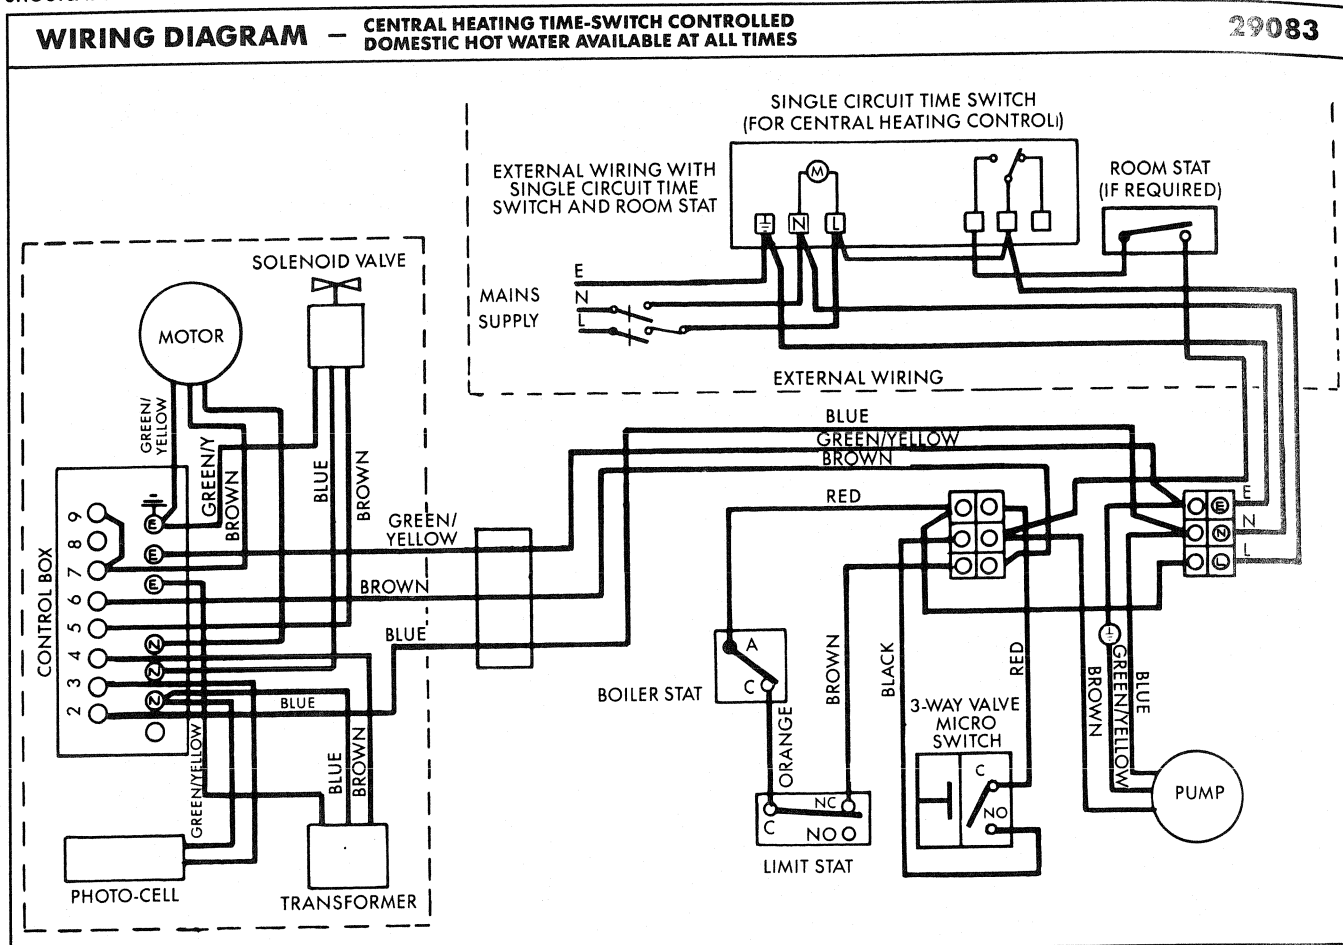 WIRING DIAGRAM –
CENTRAL HEATING TIME-SWITCH CONTROLLED
DOMESTIC HOT WATER AVAILABLE AT ALL TIMES
29083
SINGLE CIRCUIT TIME SWITCH
(FOR CENTRAL HEATING CONTROL)
EXTERNAL WIRING WITH
SINGLE CIRCUIT TIME
SWITCH AND ROOM STAT
M
N
L
ROOM STAT
(IF REQUIRED)
E
N
L
MAINS
SUPPLY
EXTERNAL WIRING
SOLENOID VALVE
MOTOR
GREEN/
YELLOW
GREEN/Y
BROWN
BLUE
BROWN
CONTROL BOX
9
8
7
6
5
4
3
2
E
E
E
N
N
N
GREEN/
YELLOW
BROWN
BLUE
BLUE
GREEN/YELLOW
BLUE
BROWN
PHOTO-CELL
TRANSFORMER
BLUE
GREEN/YELLOW
BROWN
RED
E
N
L
E
N
L
BOILER STAT
A
C
ORANGE
BROWN
BLACK
RED
C
NC
NO
LIMIT STAT
3-WAY VALVE
MICRO
SWITCH
C
NO
BROWN
GREEN/YELLOW
BLUE
PUMP